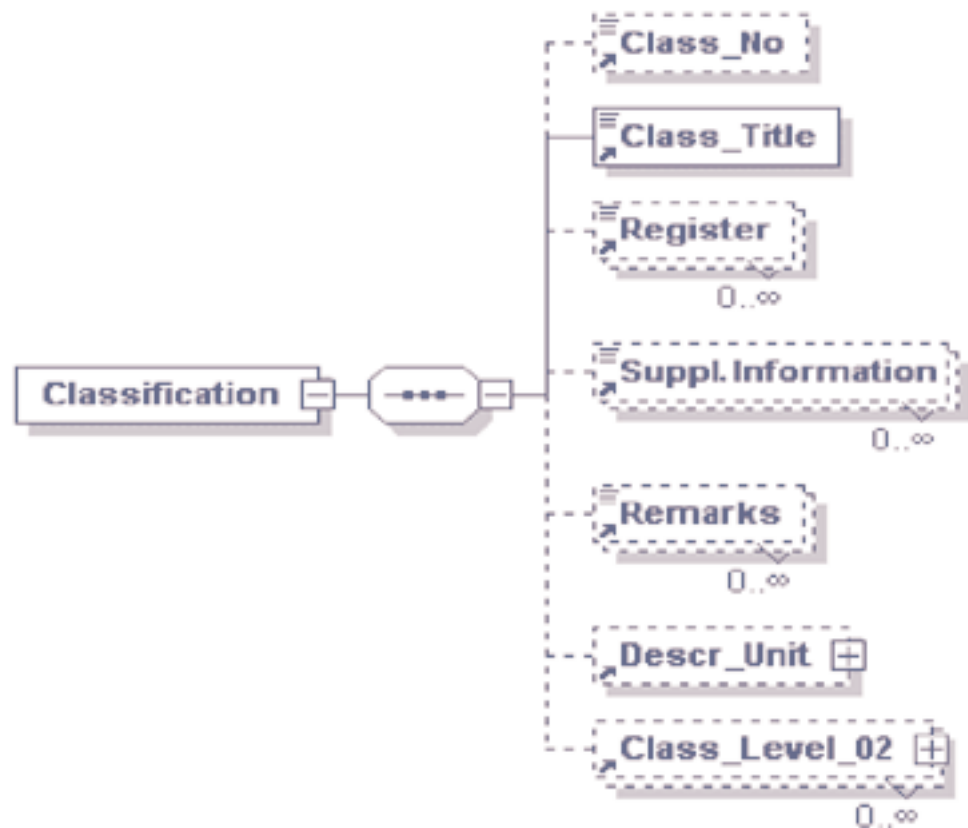 Class_No
Class_Title
Register
0..∞
Classification
Suppl.Information
0..∞
Remarks
0..∞
Descr_Unit
Class_Level_02
0..∞